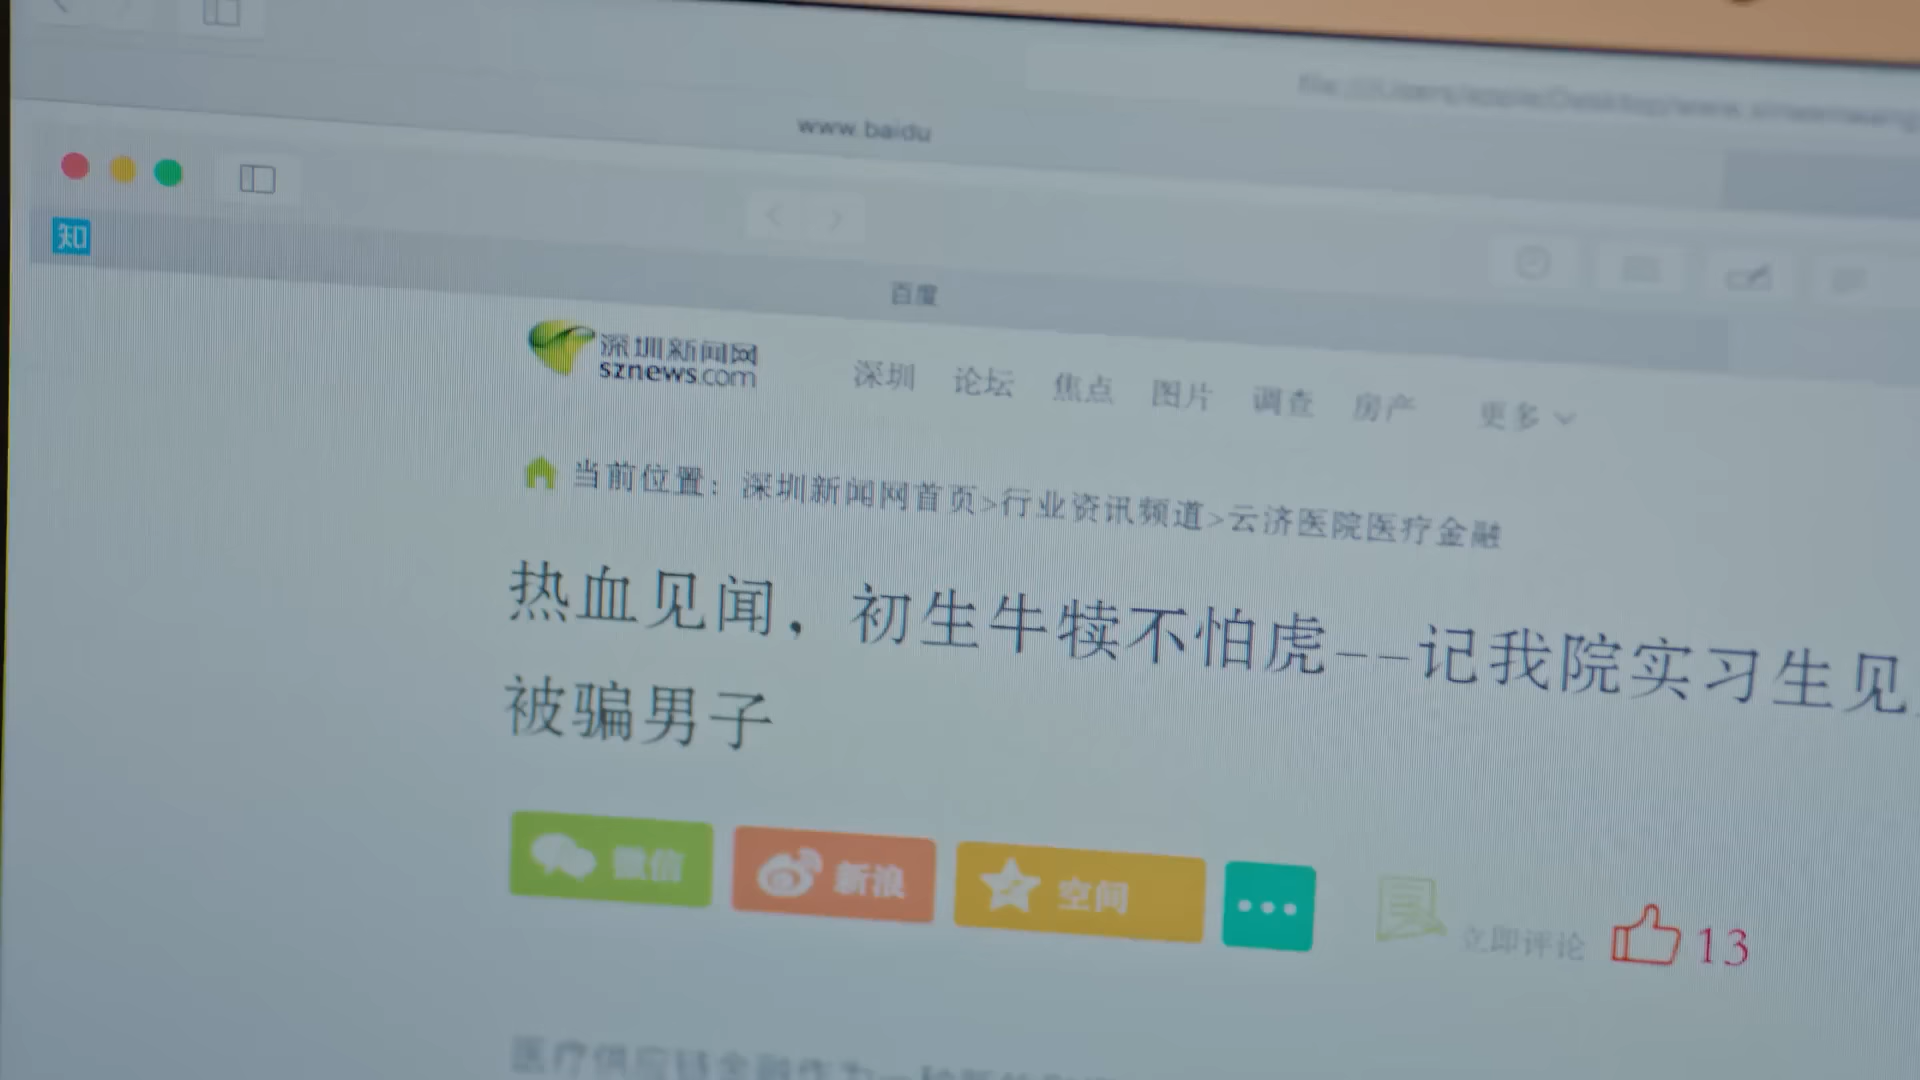 www.baidu
知
百度
深圳新闻网
sznews.com
深圳 论坛 焦点 图片 调查 房产 更多
当前位置：深圳新闻网首页>行业资讯频道>云济医院医疗金融
热血见闻，初生牛犊不怕虎--记我院实习生见
被骗男子
微信 新浪 空间 立即评论 13